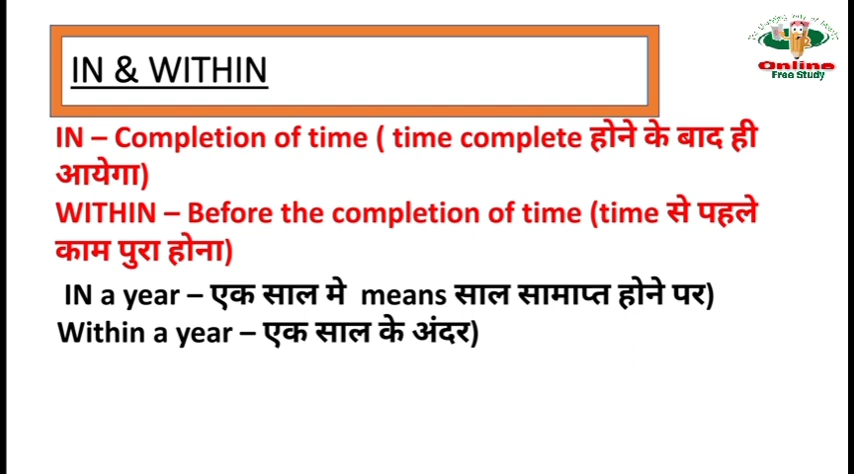 Online
Free Study
IN & WITHIN
IN – Completion of time ( time complete होने के बाद ही
आयेगा)
WITHIN – Before the completion of time (time से पहले
काम पुरा होना)
IN a year – एक साल मे means साल सामाप्त होने पर)
Within a year – एक साल के अंदर)